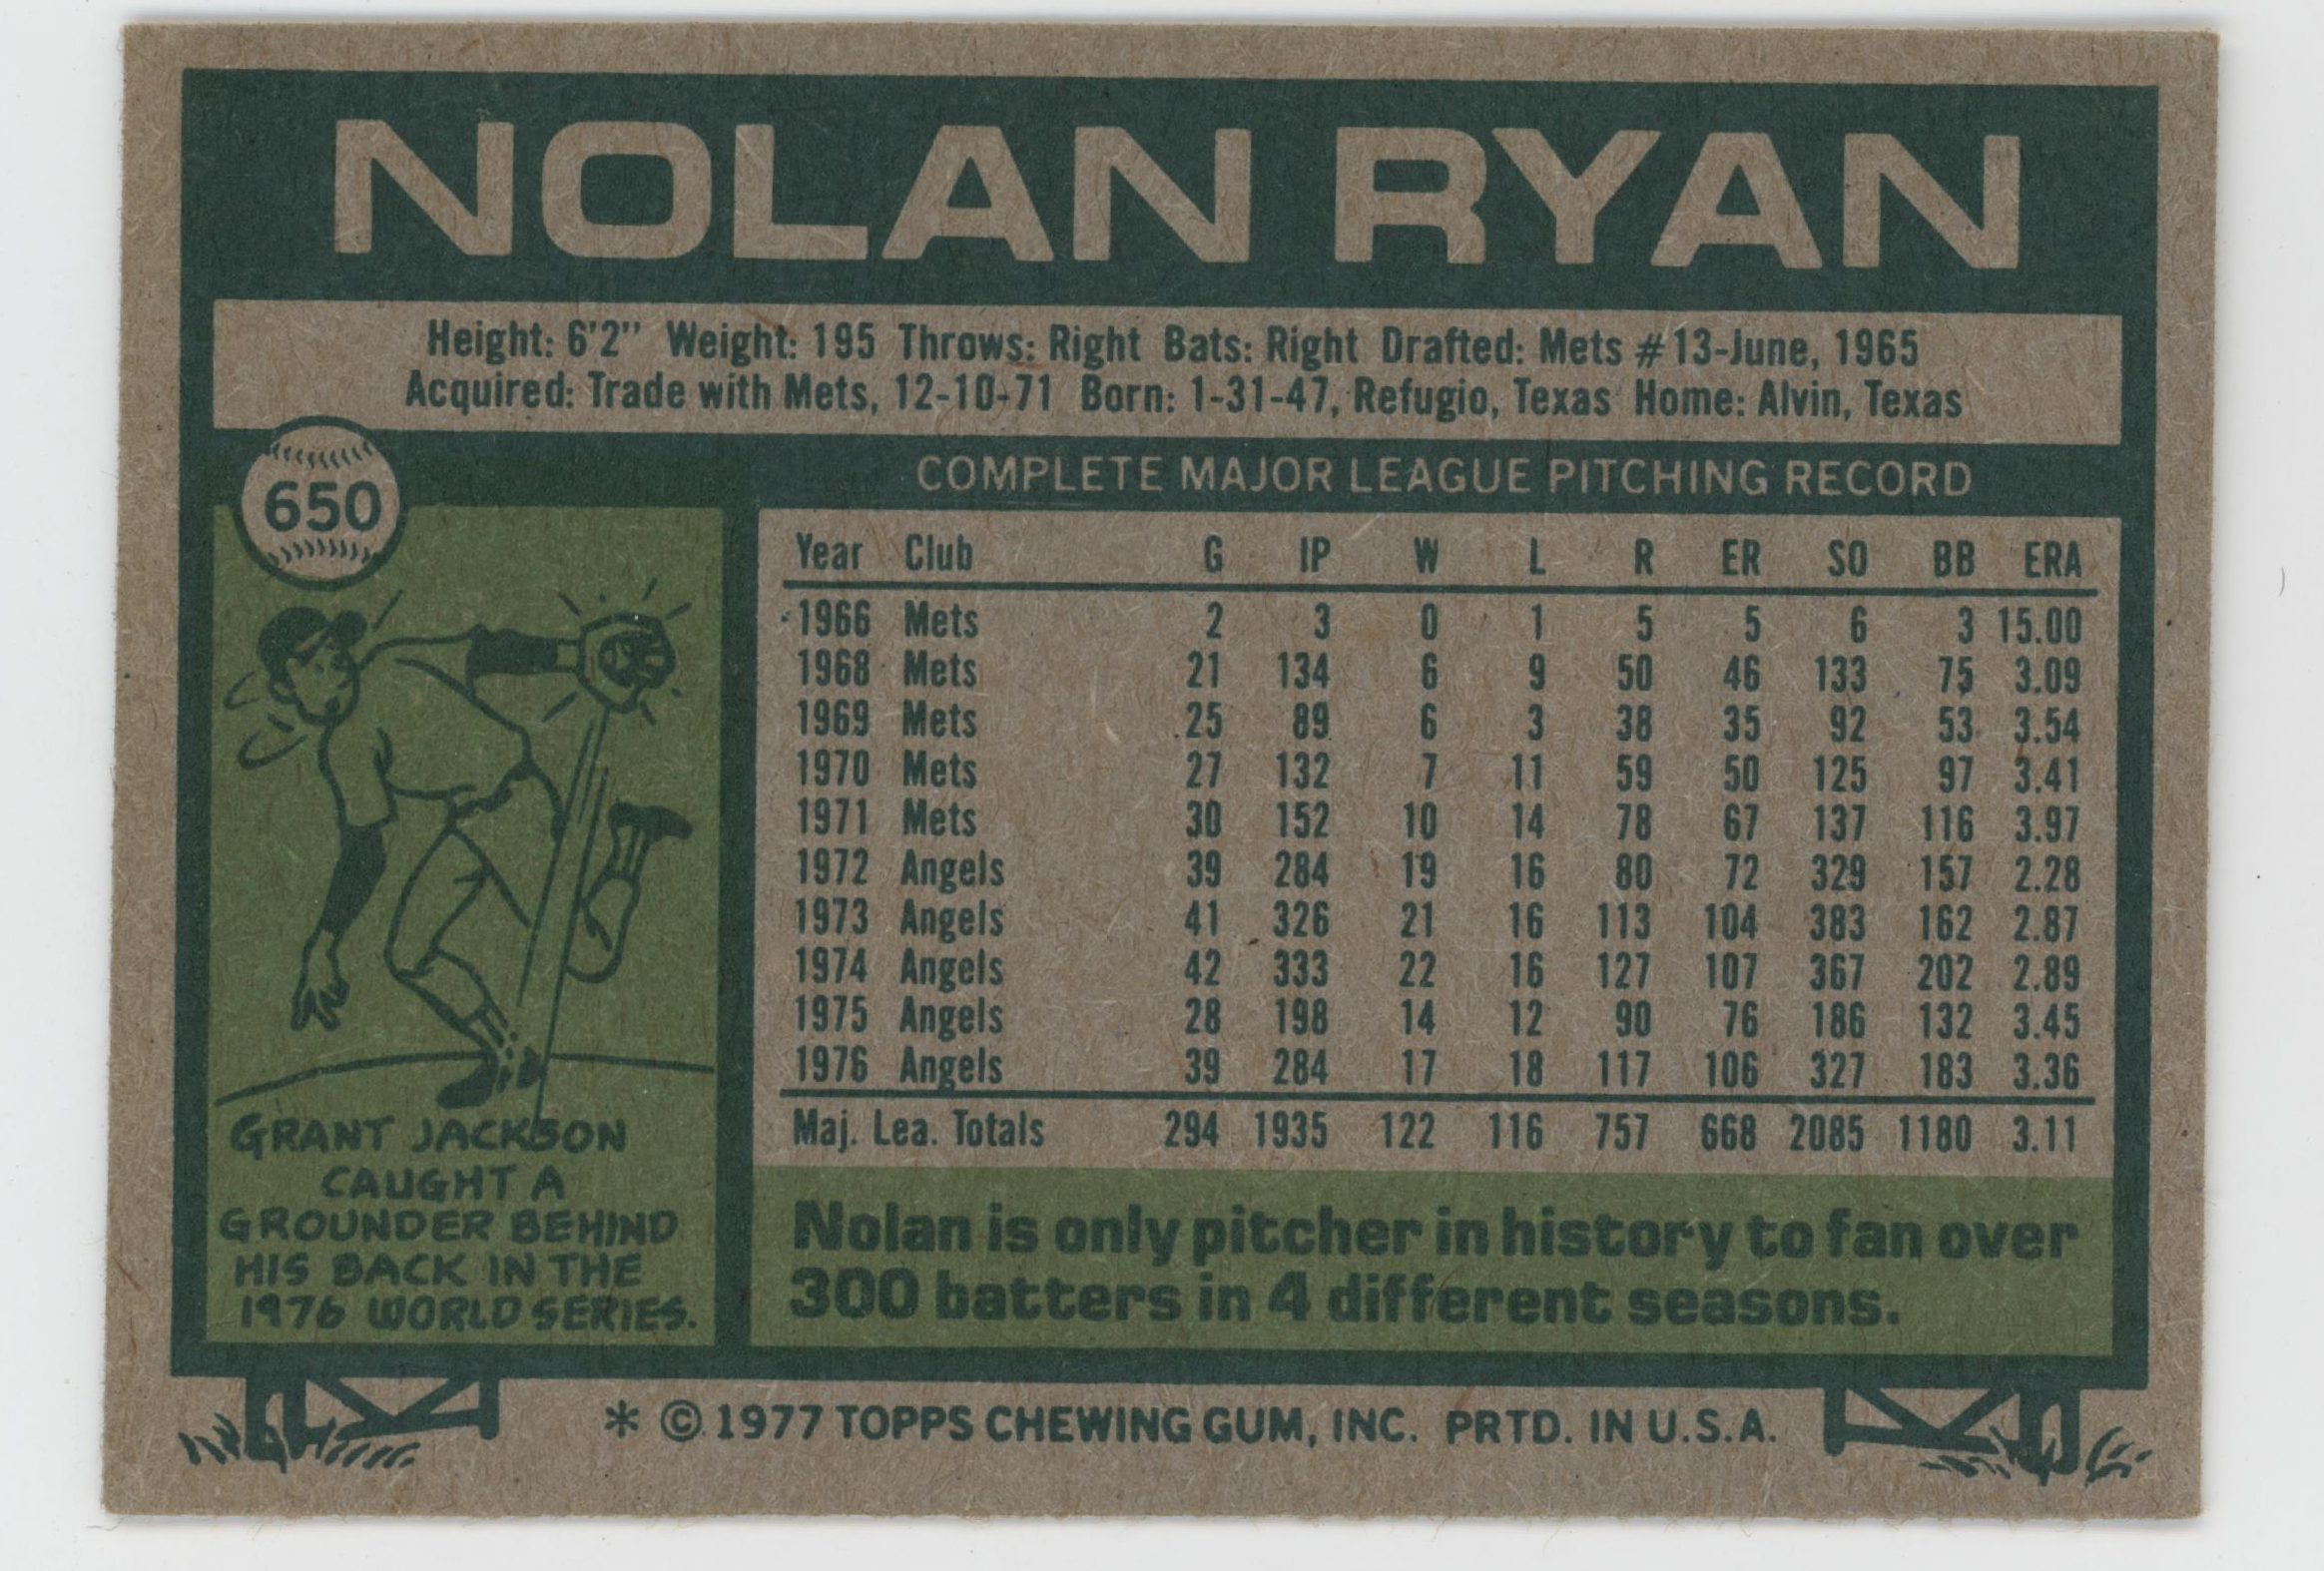 NOLAN RYAN
Height: 6'2" Weight: 195 Throws: Right Bats: Right Drafted: Mets #13-June, 1965
Acquired: Trade with Mets, 12-10-71 Born: 1-31-47, Refugio, Texas Home: Alvin, Texas
650
COMPLETE MAJOR LEAGUE PITCHING RECORD
Year Club G IP W L R ER SO BB ERA
1966 Mets 2 3 0 1 5 5 6 3 15.00
1968 Mets 21 134 6 9 50 46 133 75 3.09
1969 Mets 25 89 6 3 38 35 92 53 3.54
1970 Mets 27 132 7 11 59 50 125 97 3.41
1971 Mets 30 152 10 14 78 67 137 116 3.97
1972 Angels 39 284 19 16 80 72 329 157 2.28
1973 Angels 41 326 21 16 113 104 383 162 2.87
1974 Angels 42 333 22 16 127 107 367 202 2.89
1975 Angels 28 198 14 12 90 76 186 132 3.45
1976 Angels 39 284 17 18 117 106 327 183 3.36
Maj. Lea. Totals 294 1935 122 116 757 668 2085 1180 3.11
GRANT JACKSON
CAUGHT A
GROUNDER BEHIND
HIS BACK IN THE
1976 WORLD SERIES.
Nolan is only pitcher in history to fan over
300 batters in 4 different seasons.
* © 1977 TOPPS CHEWING GUM, INC. PRTD. IN U.S.A.